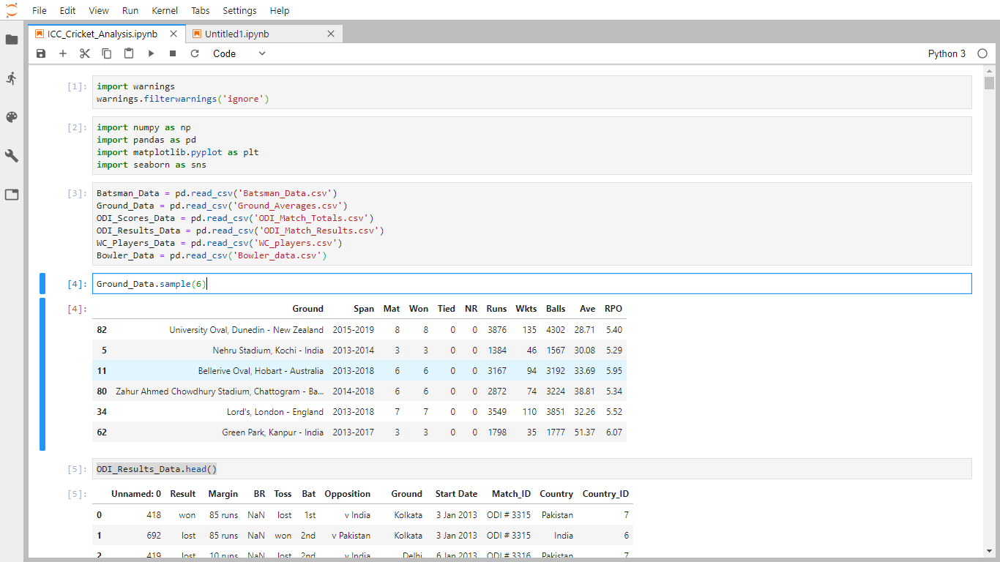 File Edit View Run Kernel Tabs Settings Help
ICC_Cricket_Analysis.ipynb Untitled1.ipynb
Code Python 3
[1]: import warnings
warnings.filterwarnings('ignore')
[2]: import numpy as np
import pandas as pd
import matplotlib.pyplot as plt
import seaborn as sns
[3]: Batsman_Data = pd.read_csv('Batsman_Data.csv')
Ground_Data = pd.read_csv('Ground_Averages.csv')
ODI_Scores_Data = pd.read_csv('ODI_Match_Totals.csv')
ODI_Results_Data = pd.read_csv('ODI_Match_Results.csv')
WC_Players_Data = pd.read_csv('WC_players.csv')
Bowler_Data = pd.read_csv('Bowler_data.csv')
[4]: Ground_Data.sample(6)
[4]: Ground Span Mat Won Tied NR Runs Wkts Balls Ave RPO
82 University Oval, Dunedin - New Zealand 2015-2019 8 8 0 0 3876 135 4302 28.71 5.40
5 Nehru Stadium, Kochi - India 2013-2014 3 3 0 0 1384 46 1567 30.08 5.29
11 Bellerive Oval, Hobart - Australia 2013-2018 6 6 0 0 3167 94 3192 33.69 5.95
80 Zahur Ahmed Chowdhury Stadium, Chattogram - Ba... 2014-2018 6 6 0 0 2872 74 3224 38.81 5.34
34 Lord's, London - England 2013-2018 7 7 0 0 3549 110 3851 32.26 5.52
62 Green Park, Kanpur - India 2013-2017 3 3 0 0 1798 35 1777 51.37 6.07
[5]: ODI_Results_Data.head()
[5]: Unnamed: 0 Result Margin BR Toss Bat Opposition Ground Start Date Match_ID Country Country_ID
0 418 won 85 runs NaN lost 1st v India Kolkata 3 Jan 2013 ODI # 3315 Pakistan 7
1 692 lost 85 runs NaN won 2nd v Pakistan Kolkata 3 Jan 2013 ODI # 3315 India 6
2 419 lost 10 runs NaN lost 2nd v India Delhi 6 Jan 2013 ODI # 3316 Pakistan 7